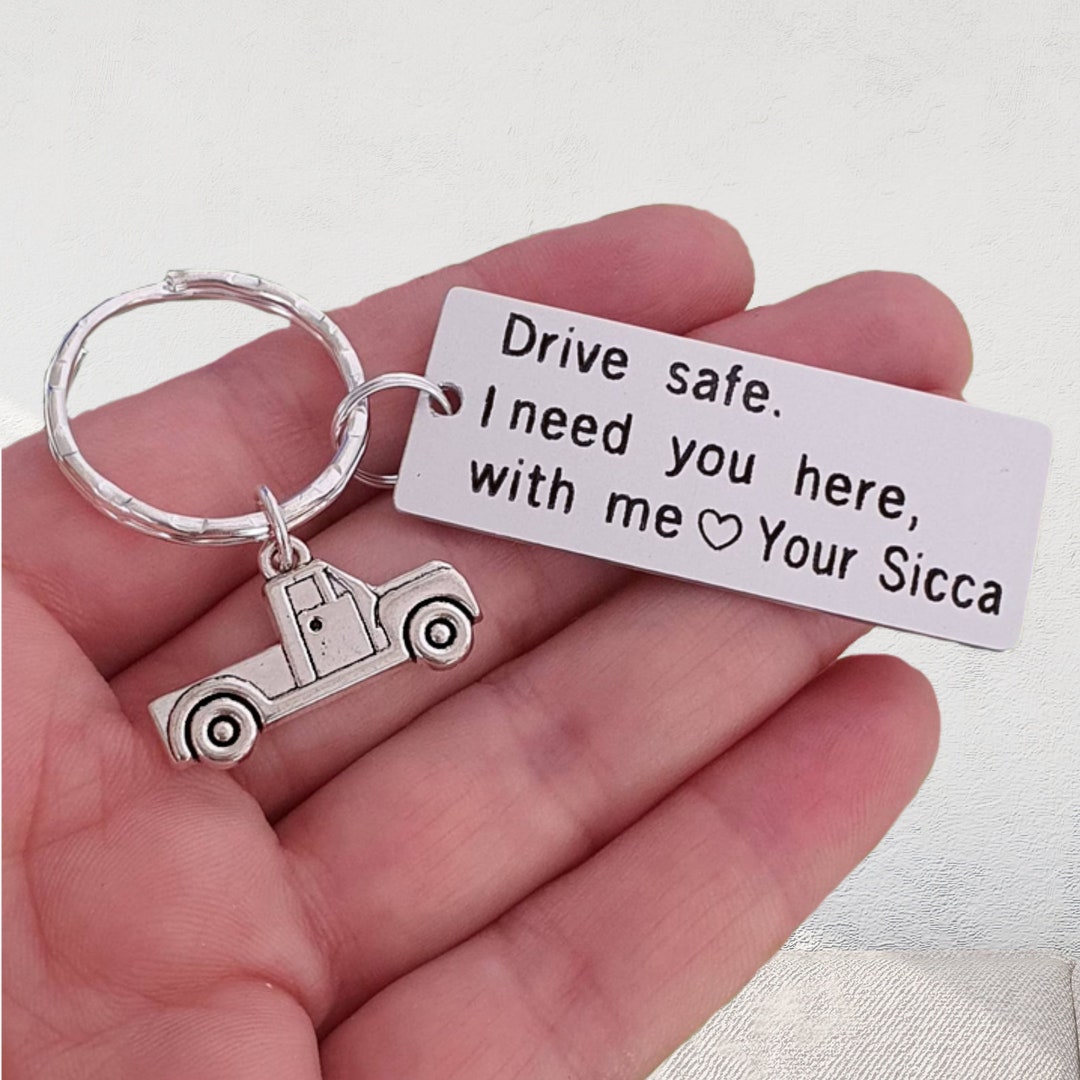 Drive safe.
I need you here,
with me ♡ Your Sicca